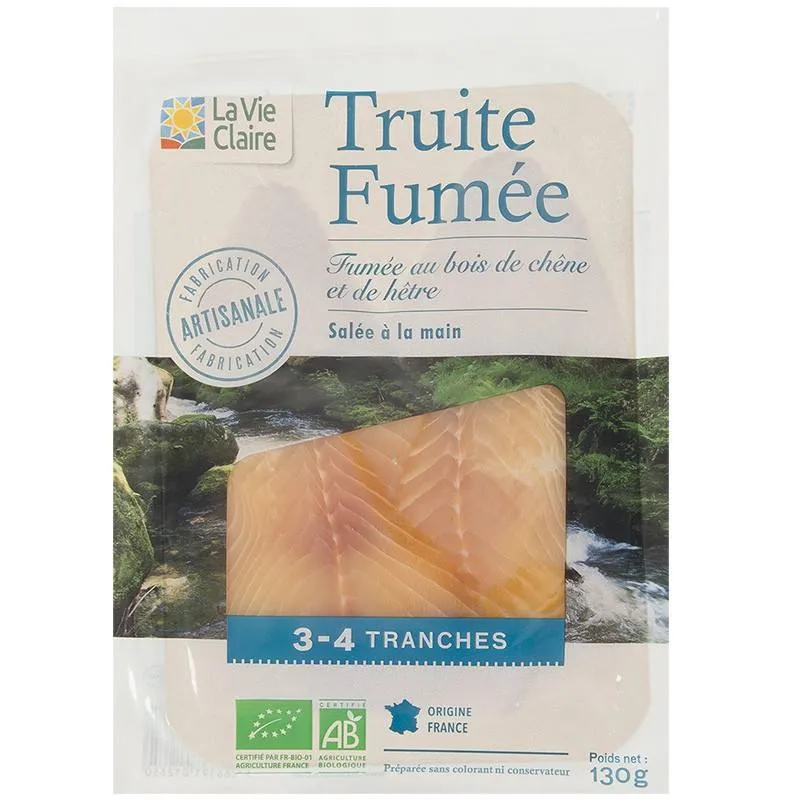 La Vie
Claire
Truite
Fumée
Fumée au bois de chêne
et de hêtre
Salée à la main
FABRICATION
ARTISANALE
FABRICATION
3-4 TRANCHES
CERTIFIÉ
AB
AGRICULTURE
BIOLOGIQUE
CERTIFIÉ PAR FR-BIO-01
AGRICULTURE FRANCE
ORIGINE
FRANCE
Préparée sans colorant ni conservateur
Poids net :
130g